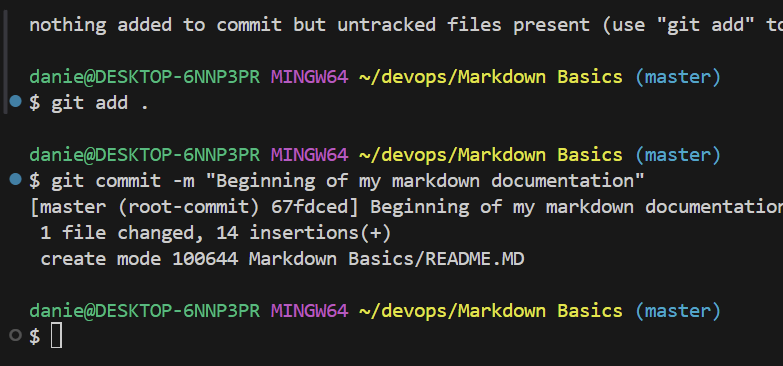 nothing added to commit but untracked files present (use "git add" to
danie@DESKTOP-6NNP3PR MINGW64 ~/devops/Markdown Basics (master)
$ git add .
danie@DESKTOP-6NNP3PR MINGW64 ~/devops/Markdown Basics (master)
$ git commit -m "Beginning of my markdown documentation"
[master (root-commit) 67fdced] Beginning of my markdown documentation
 1 file changed, 14 insertions(+)
 create mode 100644 Markdown Basics/README.MD
danie@DESKTOP-6NNP3PR MINGW64 ~/devops/Markdown Basics (master)
$